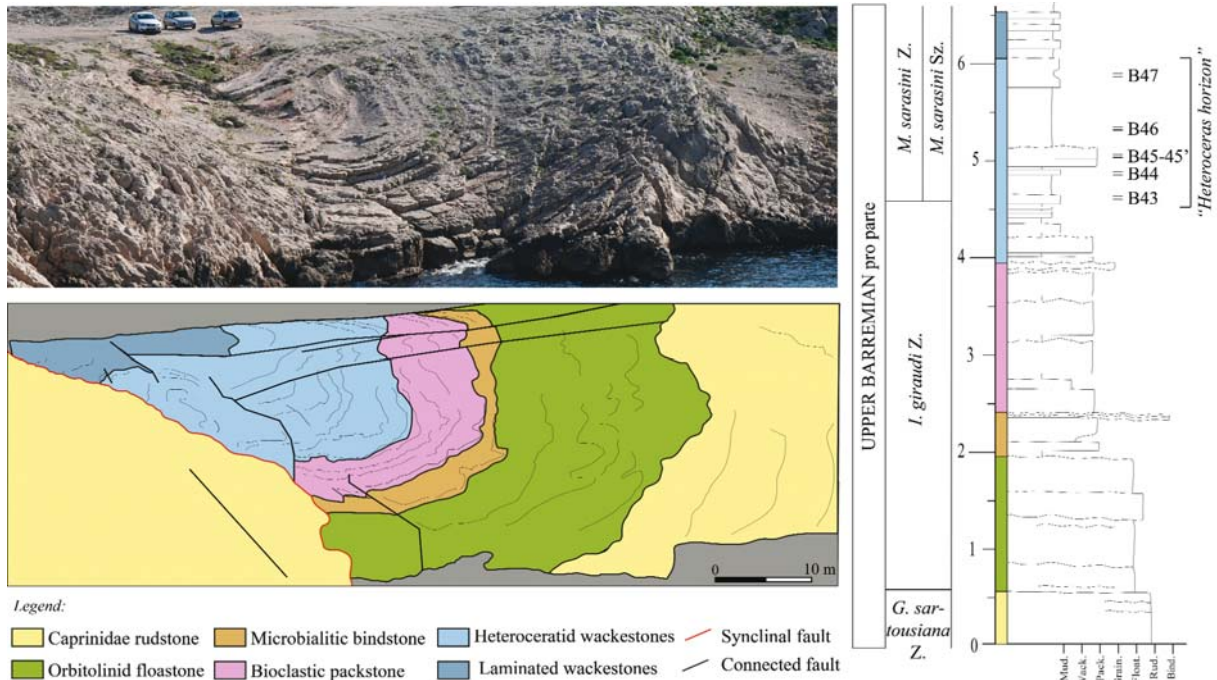 0 10 m
Legend:
Caprinidae rudstone
Microbialitic bindstone
Heteroceratid wackestones
Synclinal fault
Orbitolinid floastone
Bioclastic packstone
Laminated wackestones
Connected fault
UPPER BARREMIAN pro parte
M. sarasini Z.
M. sarasini Sz.
I. giraudi Z.
G. sar-
tousiana
Z.
6
5
4
3
2
1
0
= B47
= B46
= B45-45'
= B44
= B43
"Heteroceras horizon"
Mud.
Pack.
Float.
Rud.
Bind.